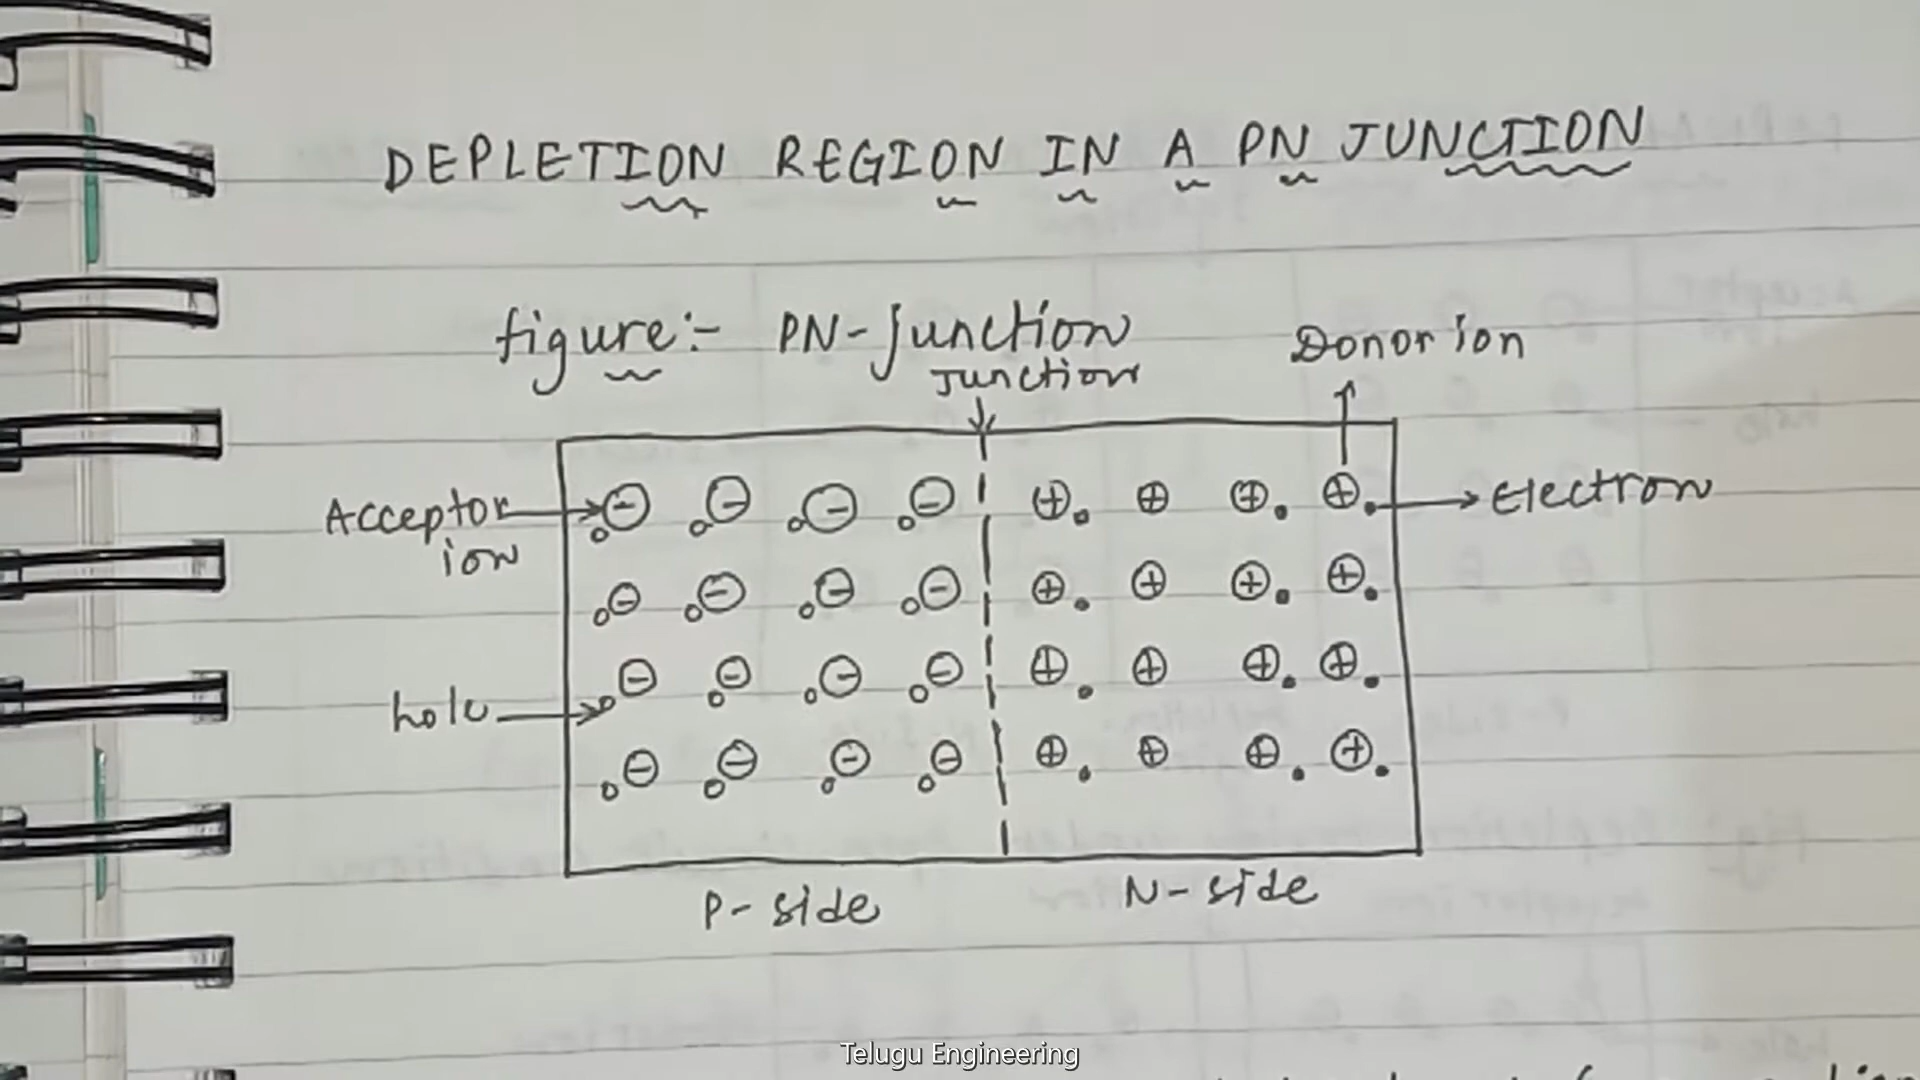 DEPLETION REGION IN A PN JUNCTION
figure:- PN-Junction
Junction
Donor ion
Acceptor
ion
Electron
hole
P-side
N-side
Telugu Engineering